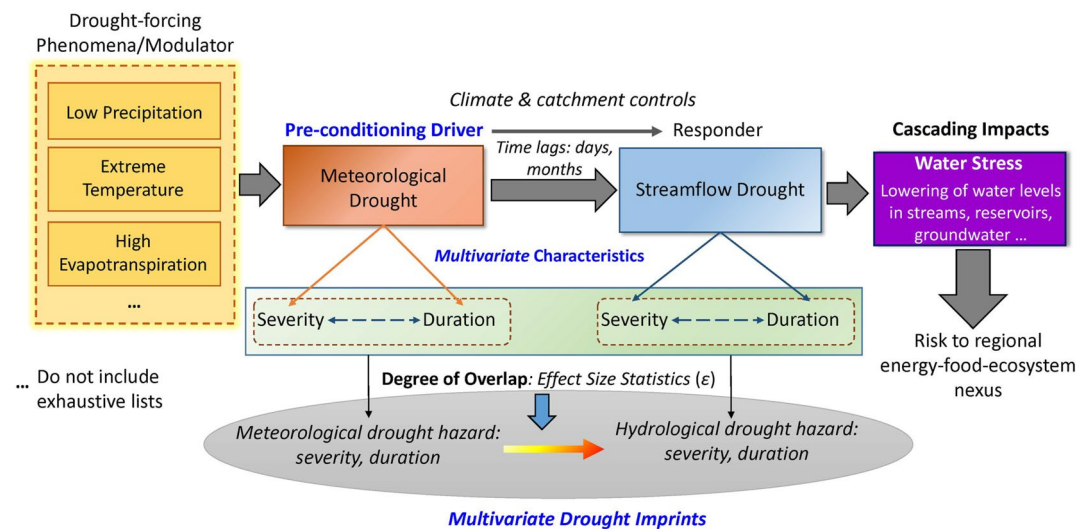 Drought-forcing
Phenomena/Modulator
Low Precipitation
Extreme
Temperature
High
Evapotranspiration
...
... Do not include
exhaustive lists
Climate & catchment controls
Pre-conditioning Driver
Responder
Time lags: days,
months
Meteorological
Drought
Streamflow Drought
Cascading Impacts
Water Stress
Lowering of water levels
in streams, reservoirs,
groundwater ...
Risk to regional
energy-food-ecosystem
nexus
Multivariate Characteristics
Severity
Duration
Severity
Duration
Degree of Overlap: Effect Size Statistics (ε)
Meteorological drought hazard:
severity, duration
Hydrological drought hazard:
severity, duration
Multivariate Drought Imprints